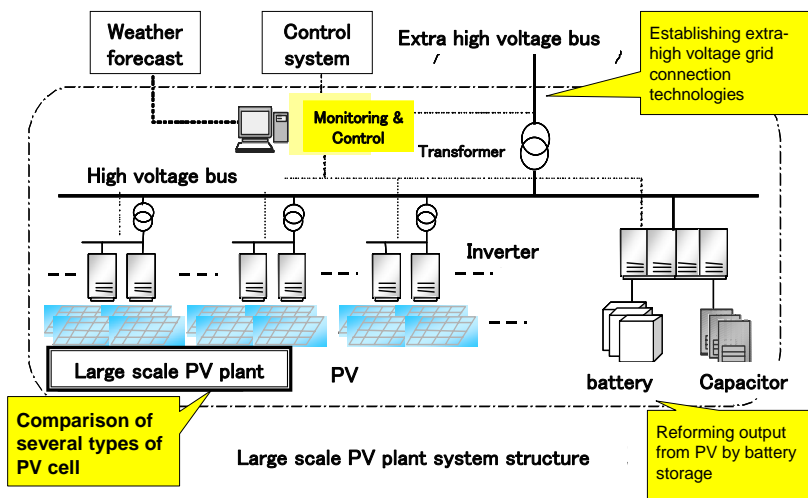 Weather
forecast
Control
system
Extra high voltage bus
Establishing extra-
high voltage grid
connection
technologies
Monitoring &
Control
Transformer
High voltage bus
Inverter
Large scale PV plant
PV
battery
Capacitor
Comparison of
several types of
PV cell
Large scale PV plant system structure
Reforming output
from PV by battery
storage